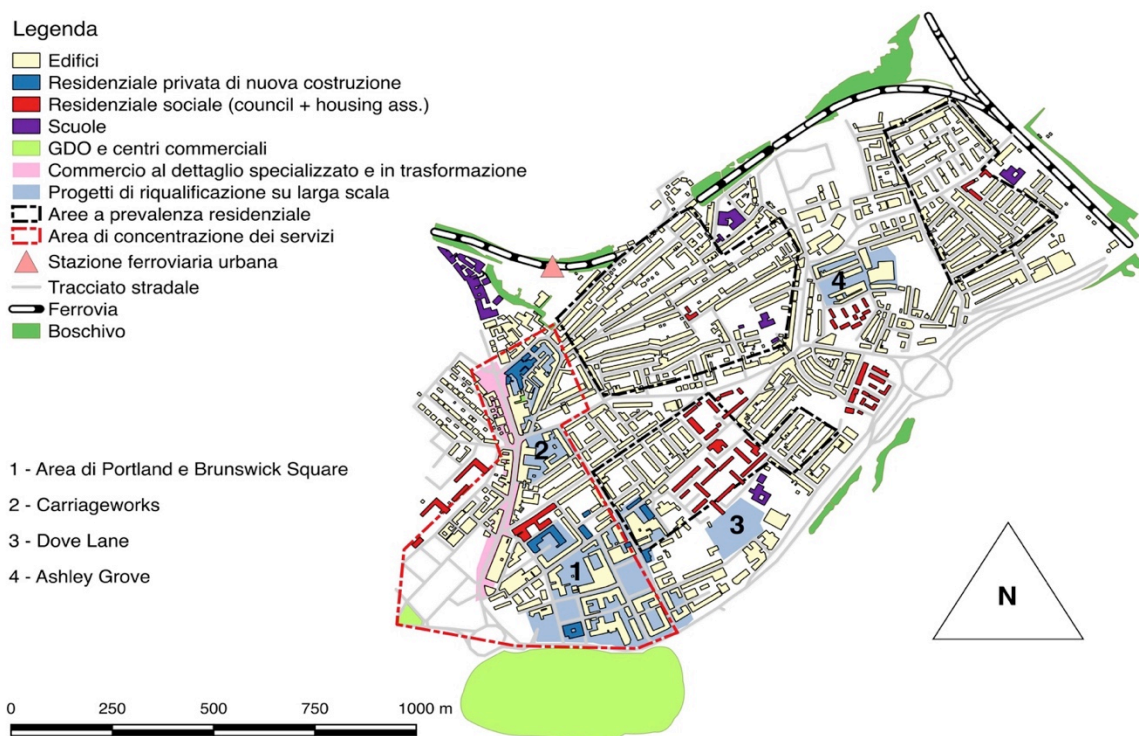 Legenda
Edifici
Residenziale privata di nuova costruzione
Residenziale sociale (council + housing ass.)
Scuole
GDO e centri commerciali
Commercio al dettaglio specializzato e in trasformazione
Progetti di riqualificazione su larga scala
Aree a prevalenza residenziale
Area di concentrazione dei servizi
Stazione ferroviaria urbana
Tracciato stradale
Ferrovia
Boschivo
4
2
3
1
1 - Area di Portland e Brunswick Square
2 - Carriageworks
3 - Dove Lane
4 - Ashley Grove
N
0 250 500 750 1000 m